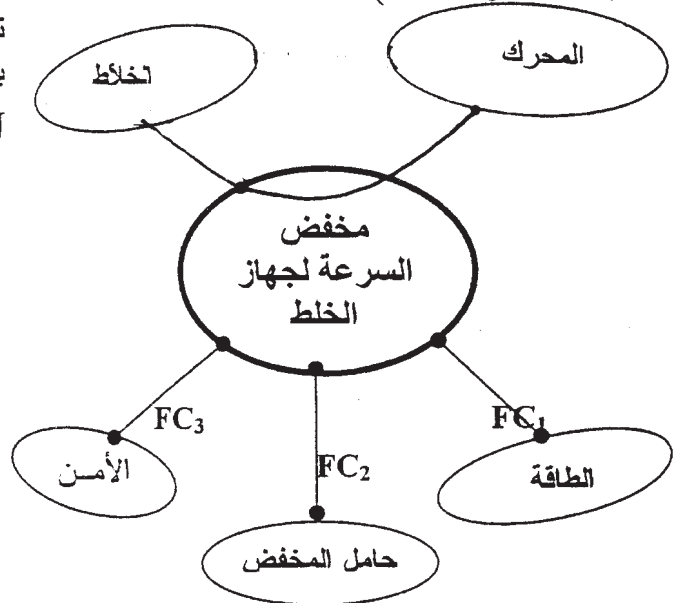 المحرك
الخلاط
مخفض
السرعة لجهاز
الخلط
FC₁
FC₂
FC₃
الطاقة
حامل المخفض
الأمن